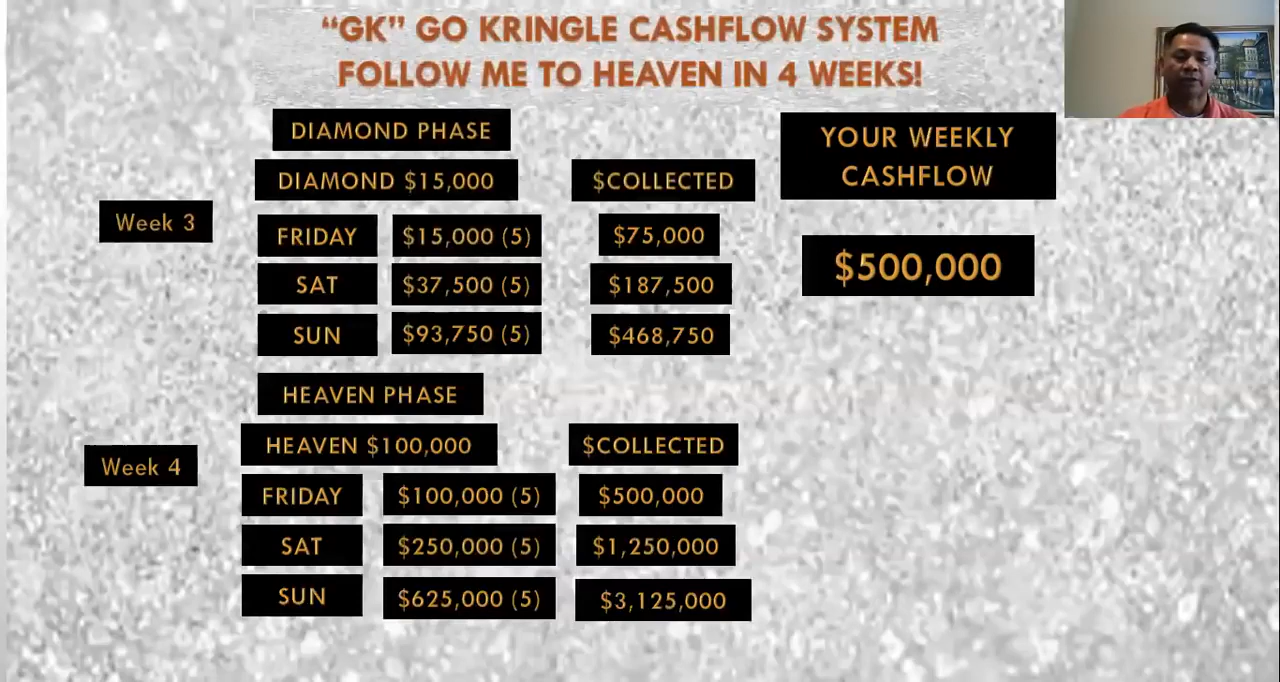 “GK” GO KRINGLE CASHFLOW SYSTEM
FOLLOW ME TO HEAVEN IN 4 WEEKS!
DIAMOND PHASE
YOUR WEEKLY
CASHFLOW
DIAMOND $15,000 $COLLECTED
Week 3
FRIDAY $15,000 (5) $75,000
$500,000
SAT $37,500 (5) $187,500
SUN $93,750 (5) $468,750
HEAVEN PHASE
HEAVEN $100,000 $COLLECTED
Week 4
FRIDAY $100,000 (5) $500,000
SAT $250,000 (5) $1,250,000
SUN $625,000 (5) $3,125,000